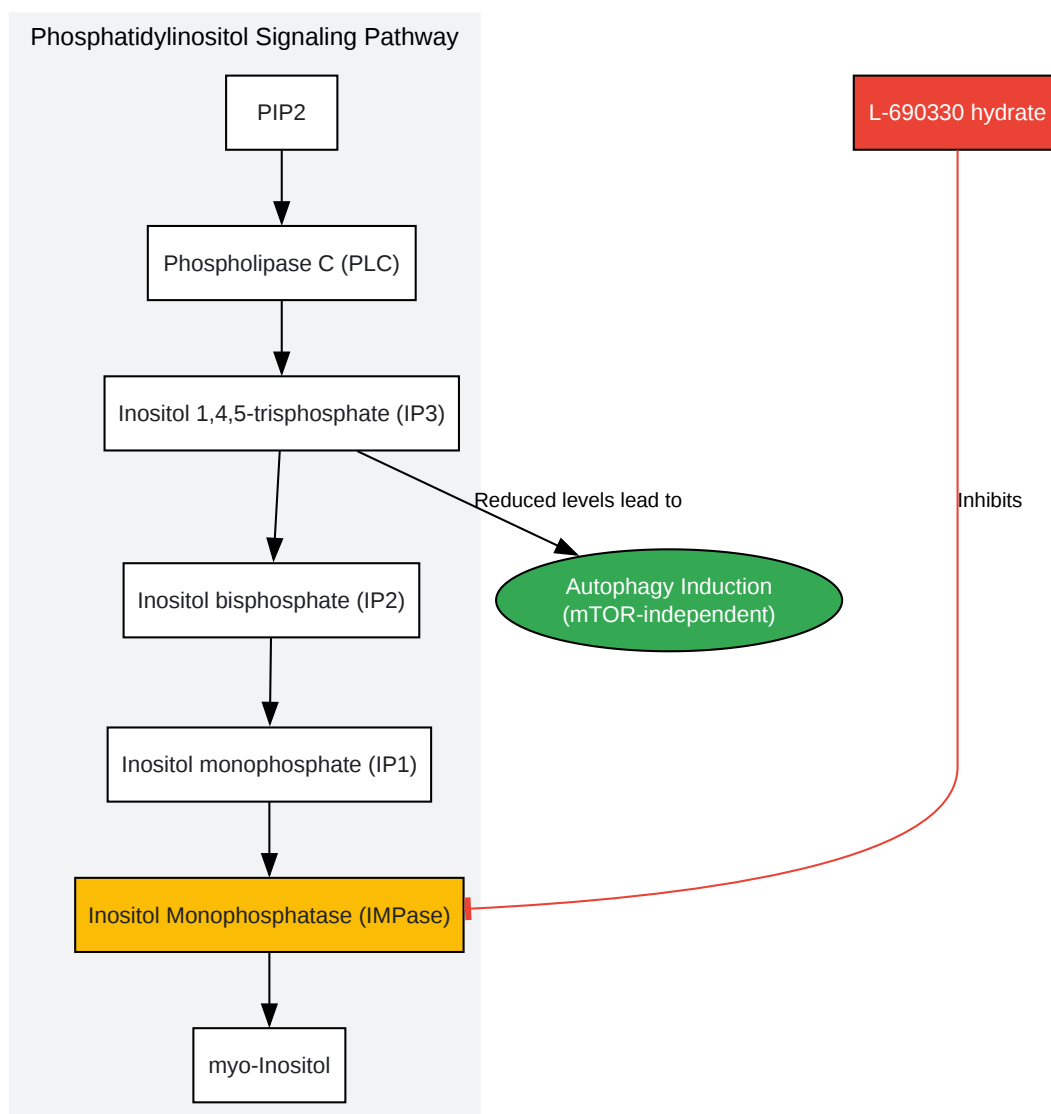 Phosphatidylinositol Signaling Pathway
PIP2
L-690330 hydrate
Phospholipase C (PLC)
Inositol 1,4,5-trisphosphate (IP3)
Reduced levels lead to
Inhibits
Autophagy Induction
(mTOR-independent)
Inositol bisphosphate (IP2)
Inositol monophosphate (IP1)
Inositol Monophosphatase (IMPase)
myo-Inositol